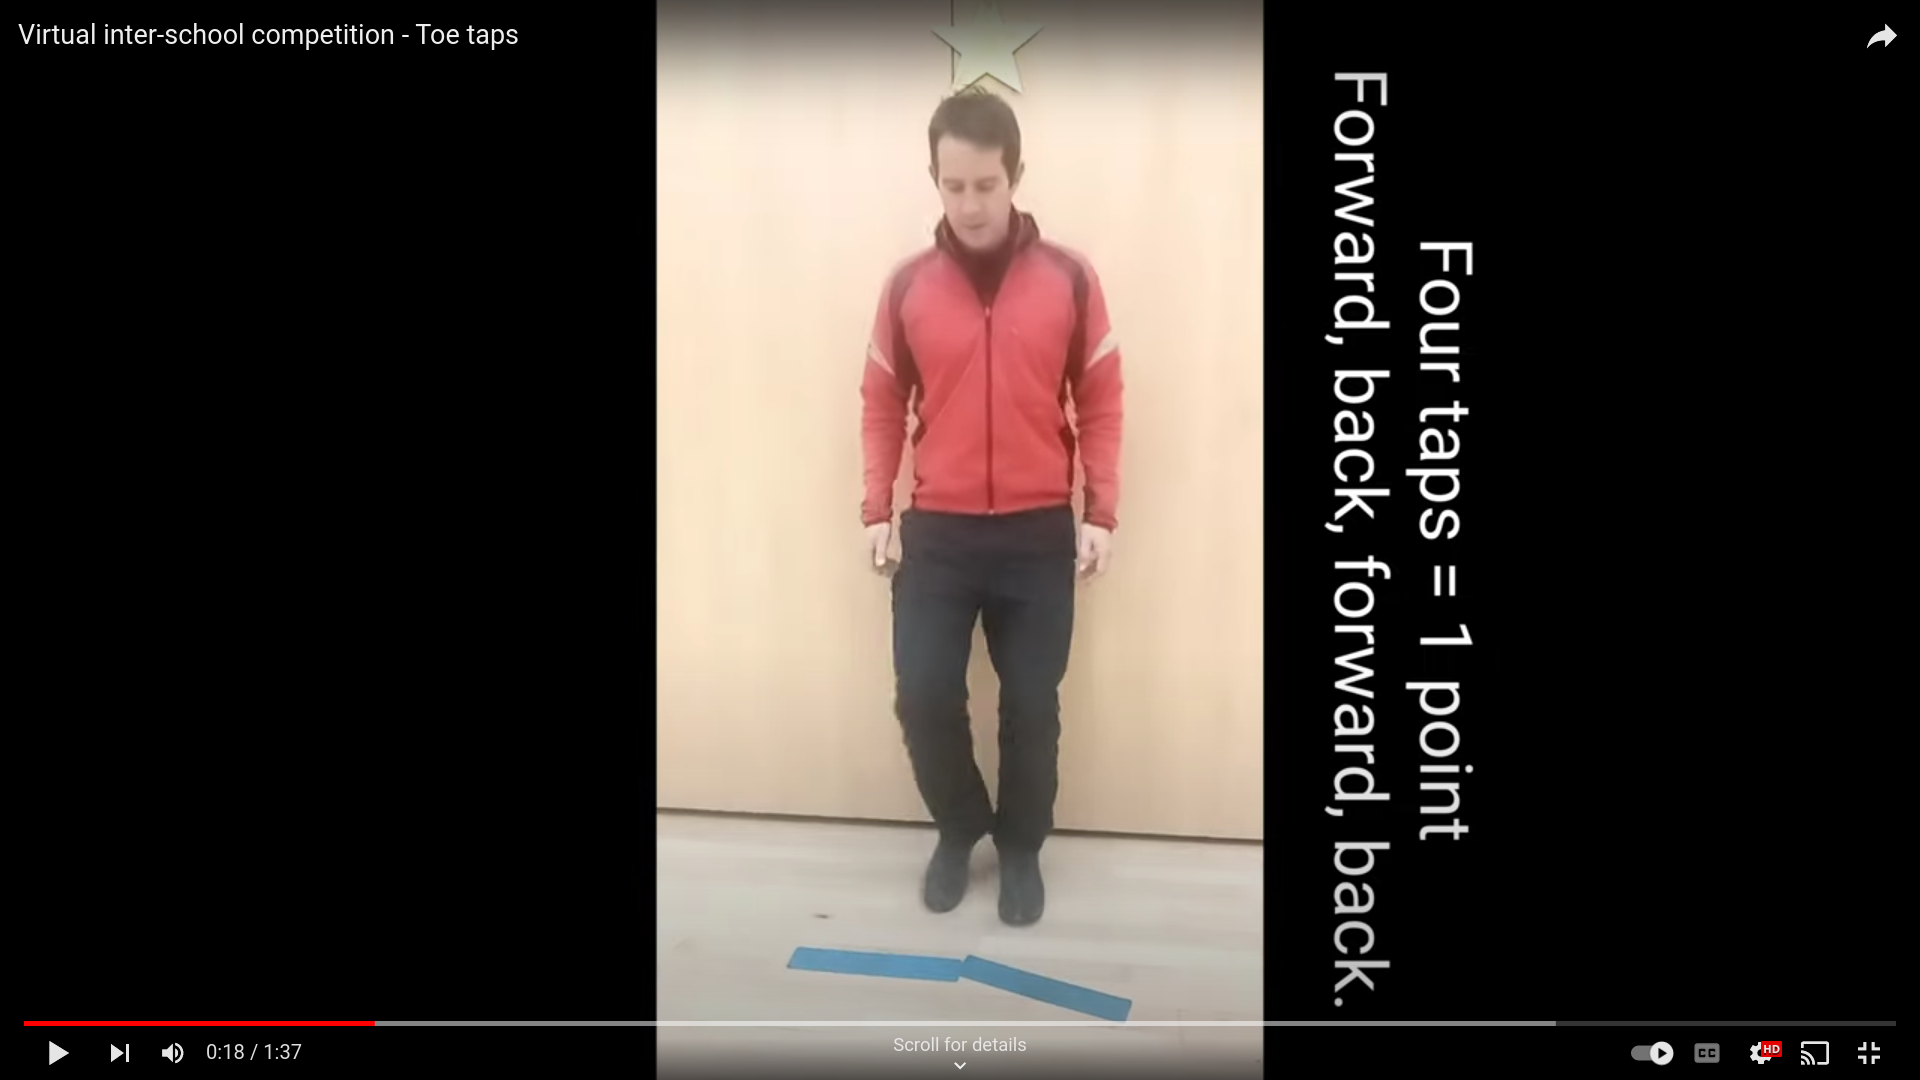 Virtual inter-school competition - Toe taps
Four taps = 1 point
Forward, back, forward, back.
Scroll for details
0:18 / 1:37
CC
HD